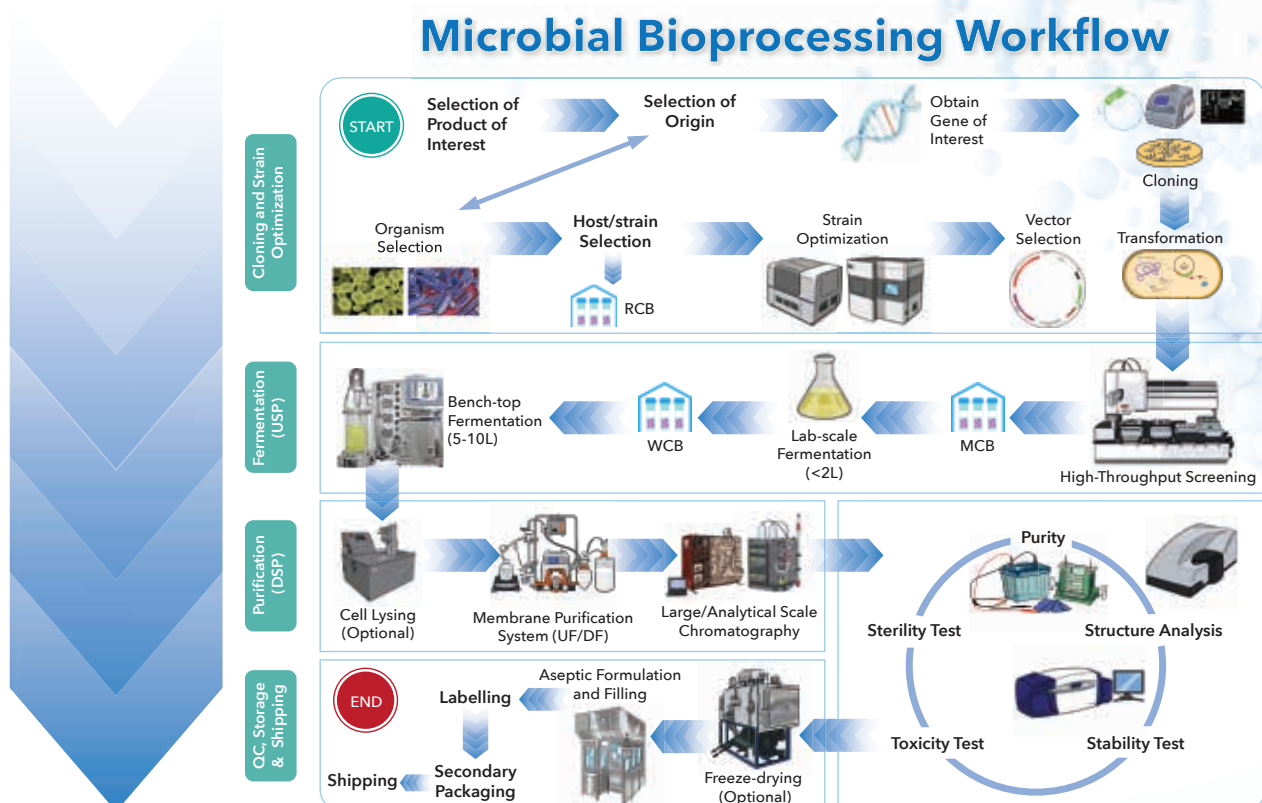 Microbial Bioprocessing Workflow
Cloning and Strain
Optimization
START
Selection of
Product of
Interest
Selection of
Origin
Obtain
Gene of
Interest
Cloning
Organism
Selection
Host/strain
Selection
RCB
Strain
Optimization
Vector
Selection
Transformation
Fermentation
(USP)
Bench-top
Fermentation
(5-10L)
WCB
Lab-scale
Fermentation
(<2L)
MCB
High-Throughput Screening
Purification
(DSP)
Cell Lysing
(Optional)
Membrane Purification
System (UF/DF)
Large/Analytical Scale
Chromatography
Purity
Sterility Test
Structure Analysis
Toxicity Test
Stability Test
QC, Storage
& Shipping
END
Labelling
Aseptic Formulation
and Filling
Shipping
Secondary
Packaging
Freeze-drying
(Optional)